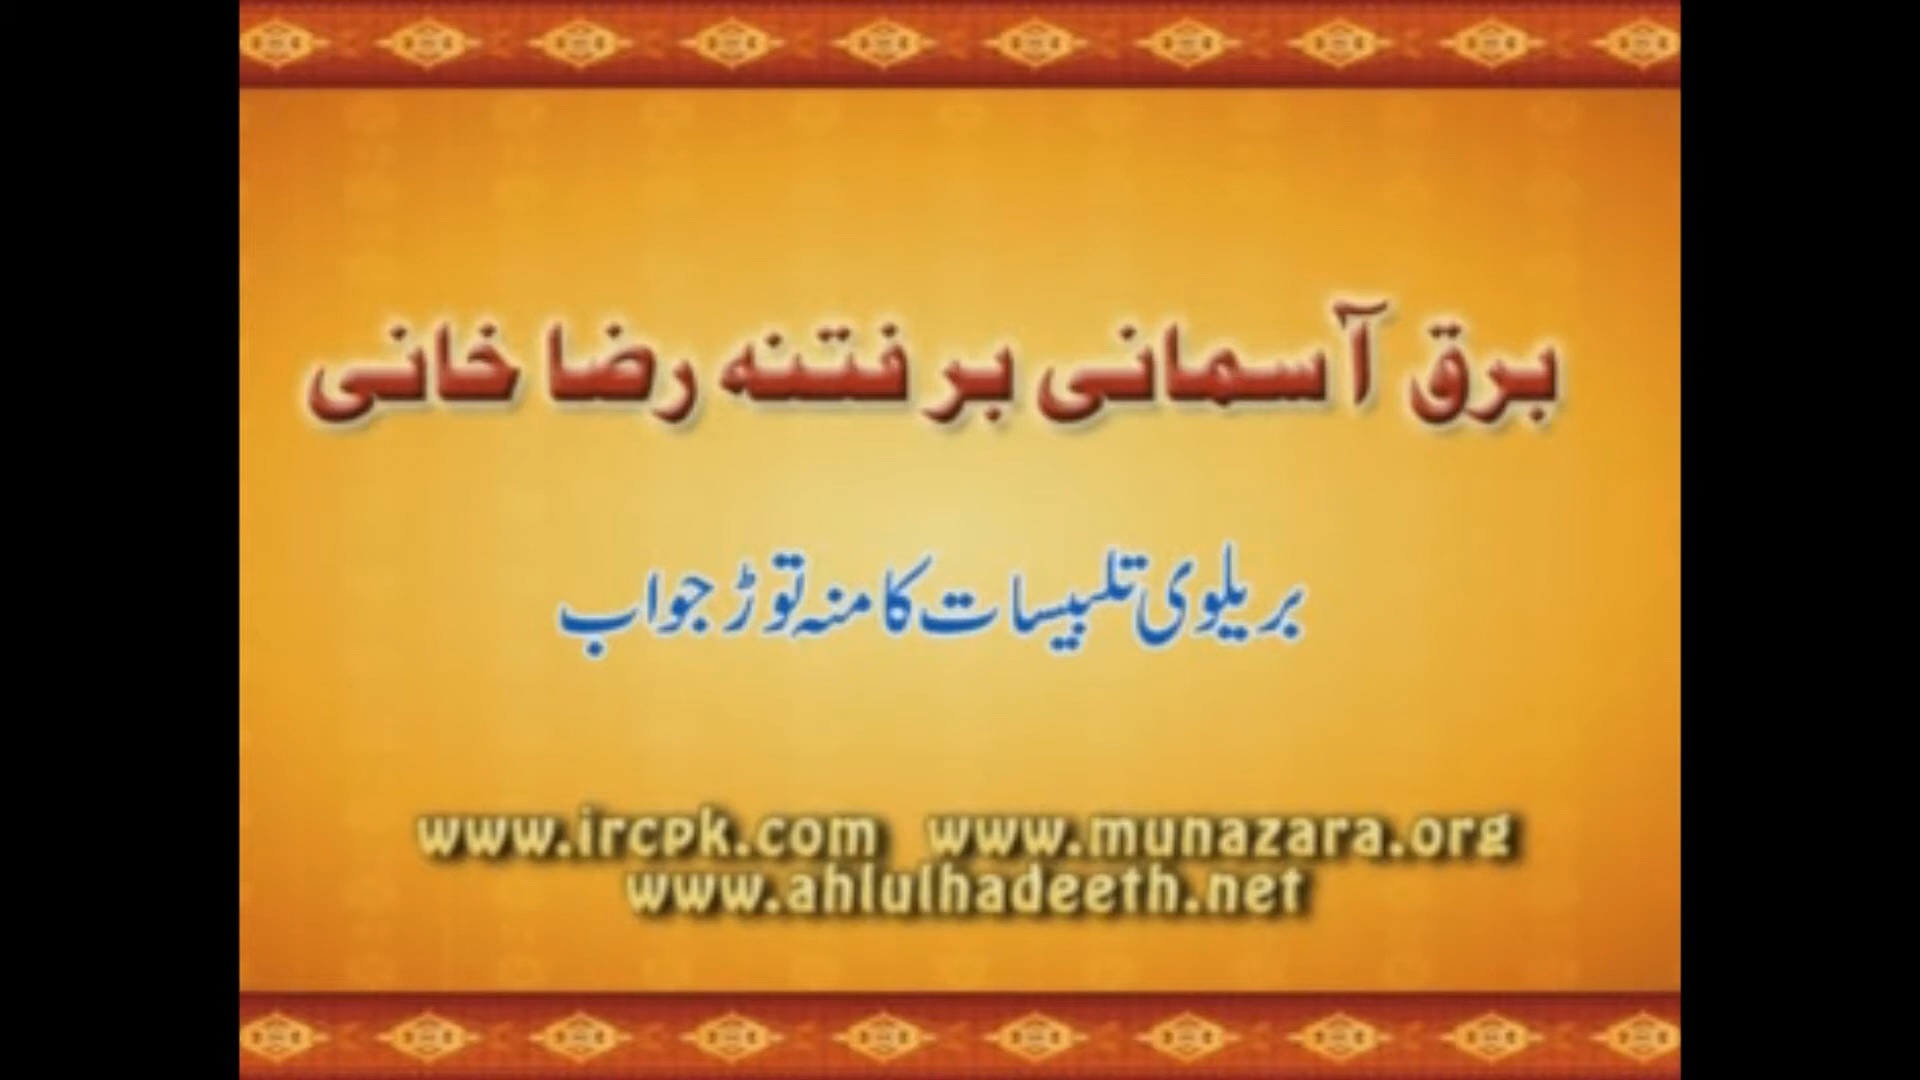 برق آسمانی بر فتنہ رضا خانی
بریلوی تلبیسات کا منہ توڑ جواب
www.ircpk.com www.munazara.org
www.ahlulhadeeth.net